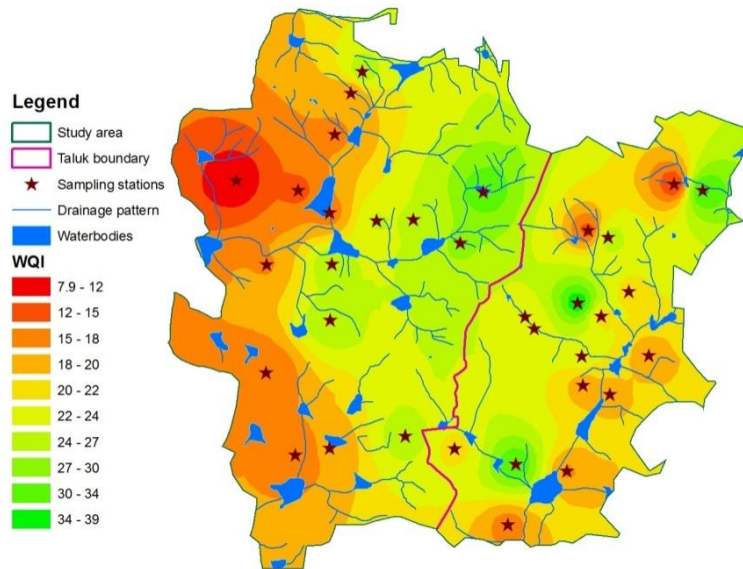 Legend
Study area
Taluk boundary
Sampling stations
Drainage pattern
Waterbodies
WQI
7.9 - 12
12 - 15
15 - 18
18 - 20
20 - 22
22 - 24
24 - 27
27 - 30
30 - 34
34 - 39